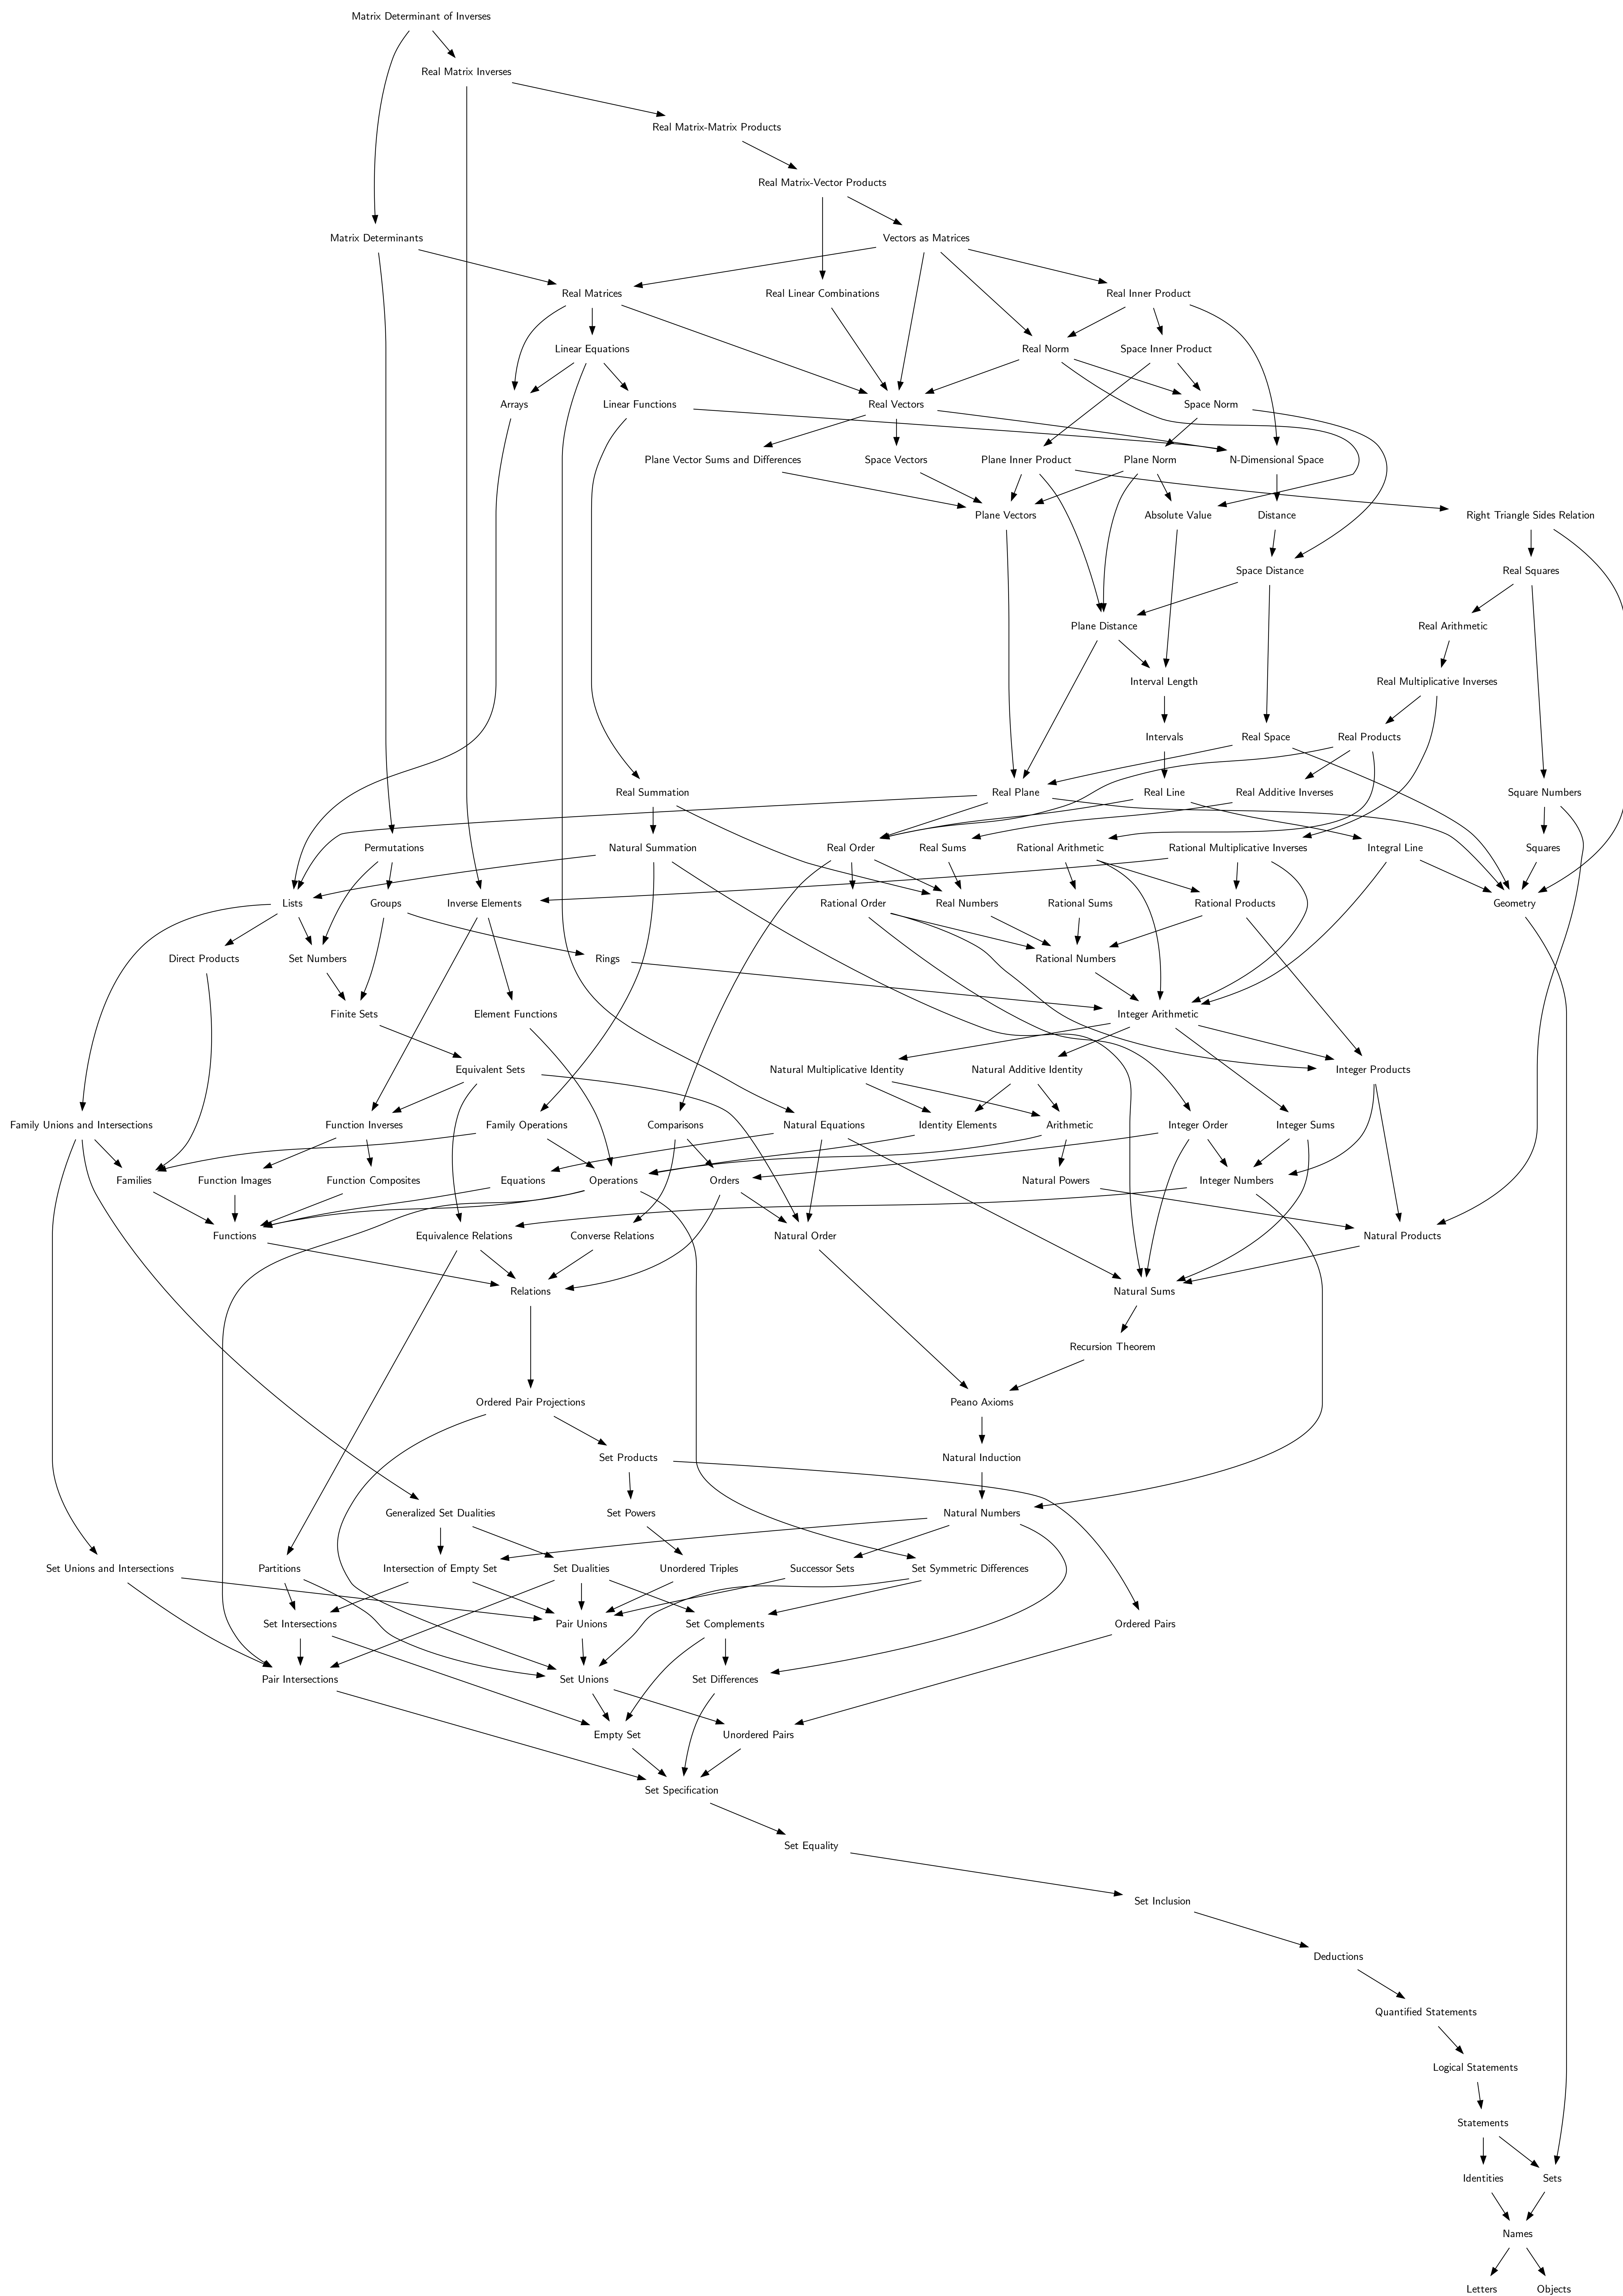 Matrix Determinant of Inverses
Real Matrix Inverses
Real Matrix-Matrix Products
Real Matrix-Vector Products
Matrix Determinants
Vectors as Matrices
Real Matrices
Real Linear Combinations
Real Inner Product
Linear Equations
Real Norm
Space Inner Product
Arrays
Linear Functions
Real Vectors
Space Norm
Plane Vector Sums and Differences
Space Vectors
Plane Inner Product
Plane Norm
N-Dimensional Space
Plane Vectors
Absolute Value
Distance
Right Triangle Sides Relation
Space Distance
Real Squares
Plane Distance
Real Arithmetic
Interval Length
Real Multiplicative Inverses
Intervals
Real Space
Real Products
Real Summation
Real Plane
Real Line
Real Additive Inverses
Square Numbers
Permutations
Natural Summation
Real Order
Real Sums
Rational Arithmetic
Rational Multiplicative Inverses
Integral Line
Squares
Lists
Groups
Inverse Elements
Rational Order
Real Numbers
Rational Sums
Rational Products
Geometry
Direct Products
Set Numbers
Rings
Rational Numbers
Finite Sets
Element Functions
Integer Arithmetic
Equivalent Sets
Natural Multiplicative Identity
Natural Additive Identity
Integer Products
Family Unions and Intersections
Function Inverses
Family Operations
Comparisons
Natural Equations
Identity Elements
Arithmetic
Integer Order
Integer Sums
Families
Function Images
Function Composites
Equations
Operations
Orders
Natural Powers
Integer Numbers
Functions
Equivalence Relations
Converse Relations
Natural Order
Natural Products
Relations
Natural Sums
Recursion Theorem
Ordered Pair Projections
Peano Axioms
Set Products
Natural Induction
Generalized Set Dualities
Set Powers
Natural Numbers
Set Unions and Intersections
Partitions
Intersection of Empty Set
Set Dualities
Unordered Triples
Successor Sets
Set Symmetric Differences
Set Intersections
Pair Unions
Set Complements
Ordered Pairs
Pair Intersections
Set Unions
Set Differences
Empty Set
Unordered Pairs
Set Specification
Set Equality
Set Inclusion
Deductions
Quantified Statements
Logical Statements
Statements
Identities
Sets
Names
Letters
Objects